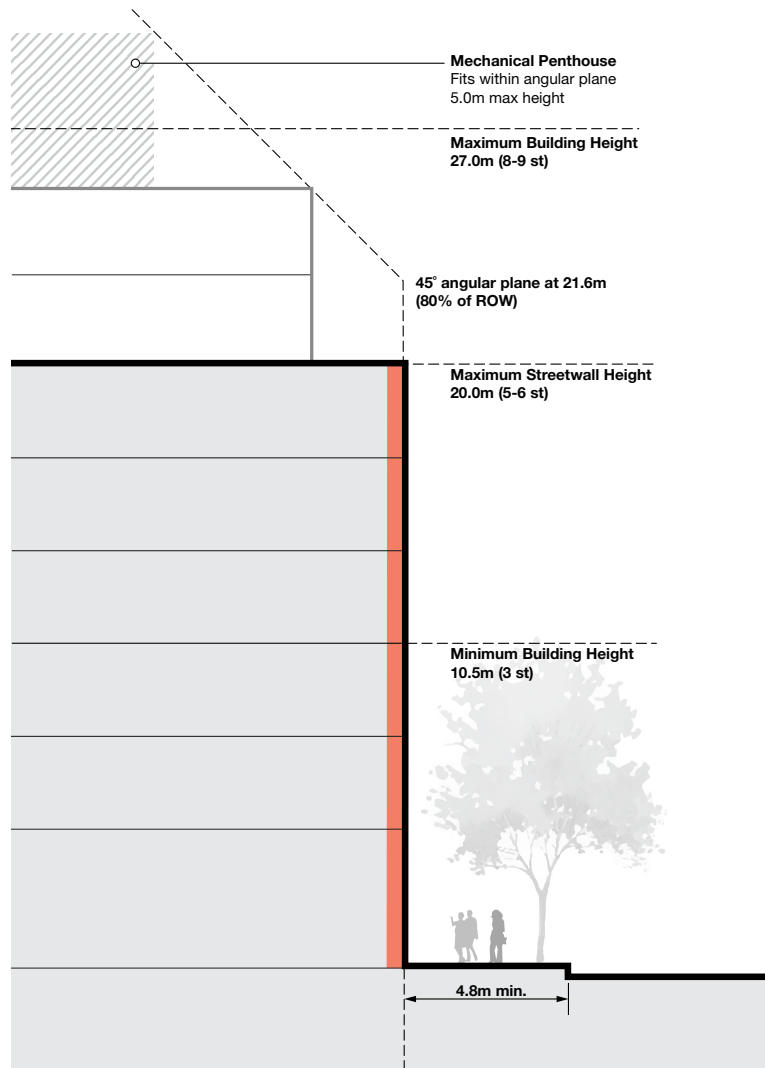 Mechanical Penthouse
Fits within angular plane
5.0m max height
Maximum Building Height
27.0m (8-9 st)
45° angular plane at 21.6m
(80% of ROW)
Maximum Streetwall Height
20.0m (5-6 st)
Minimum Building Height
10.5m (3 st)
4.8m min.